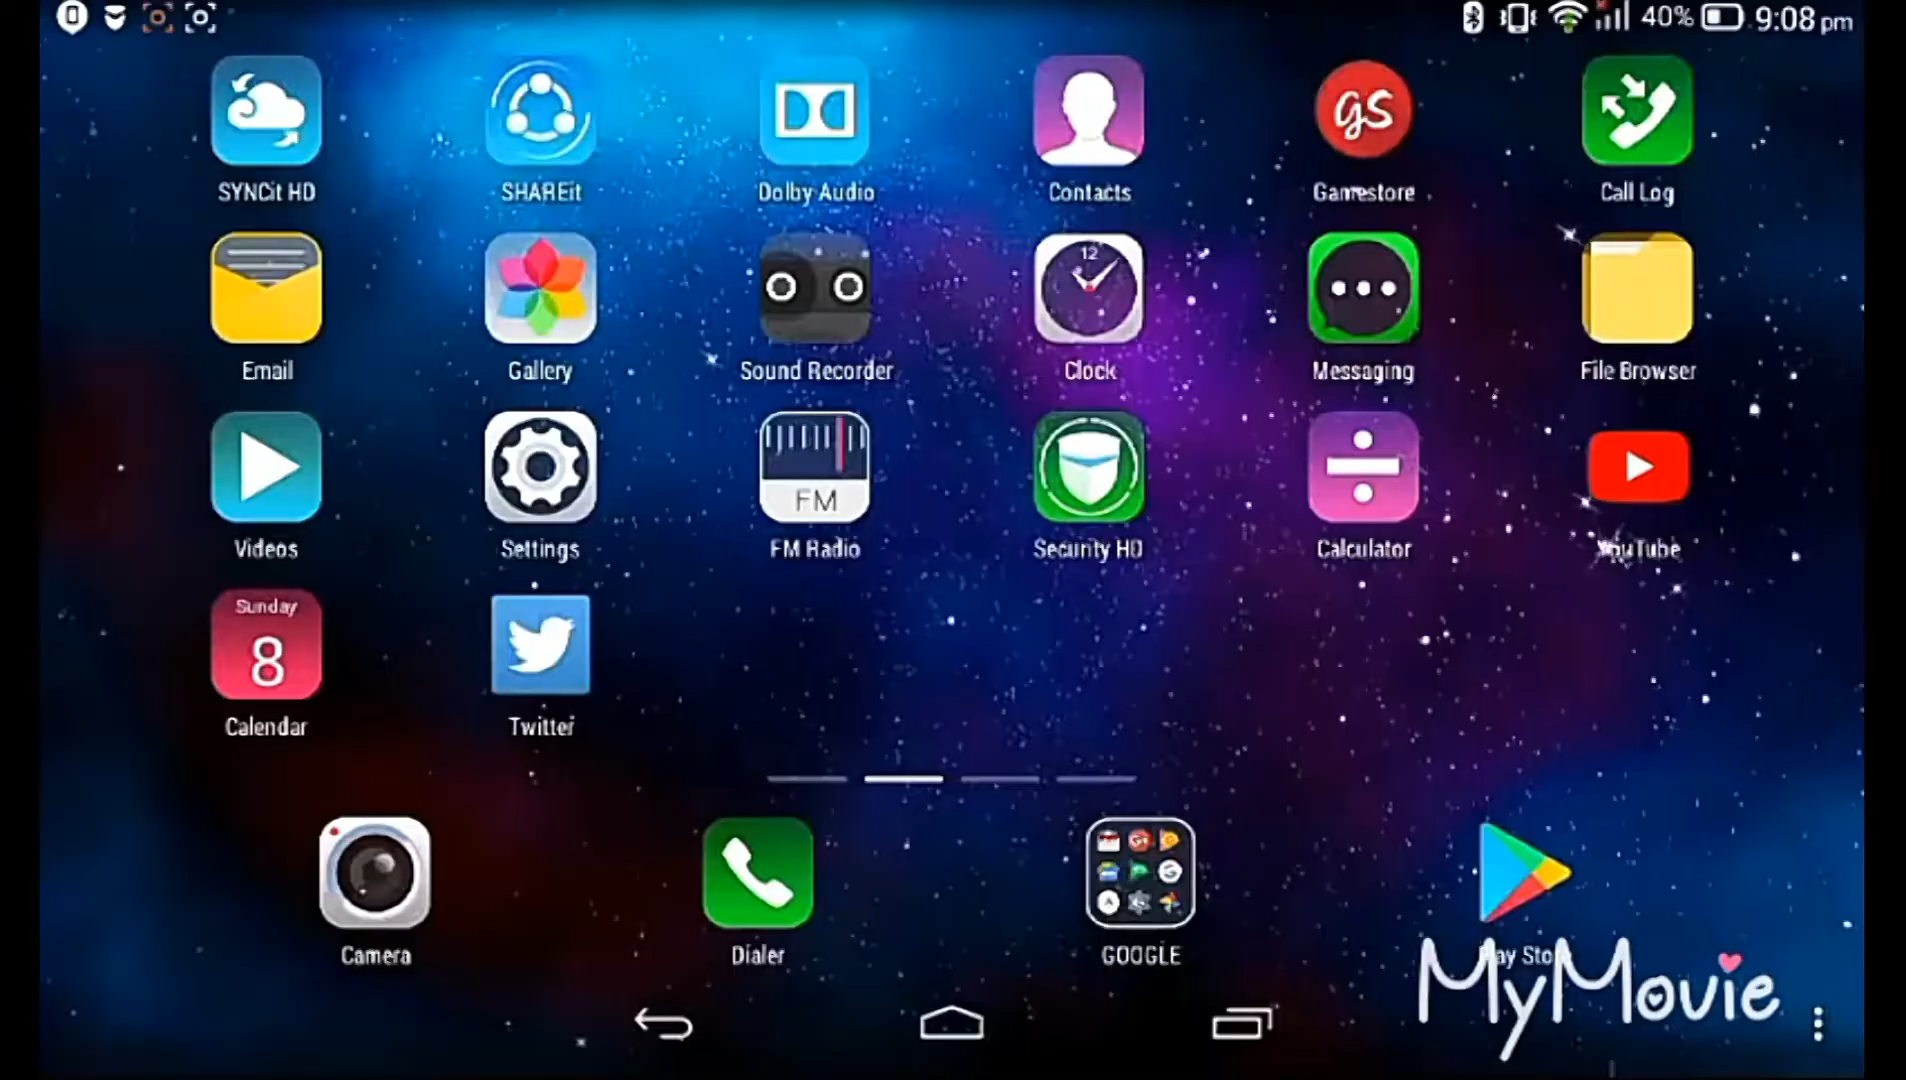 40% 9:08 pm
SYNCit HD SHAREit Dolby Audio Contacts Gamestore Call Log
GS
Email Gallery Sound Recorder Clock Messaging File Browser
12
FM
Videos Settings FM Radio Security HD Calculator YouTube
Sunday
8
Calendar Twitter
Camera Dialer GOOGLE Play Store
MyMovie